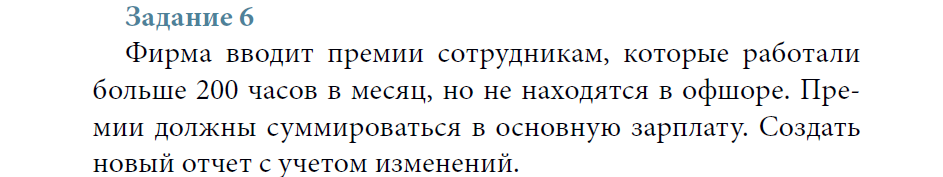 Задание 6
Фирма вводит премии сотрудникам, которые работали
больше 200 часов в месяц, но не находятся в офшоре. Пре-
мии должны суммироваться в основную зарплату. Создать
новый отчет с учетом изменений.